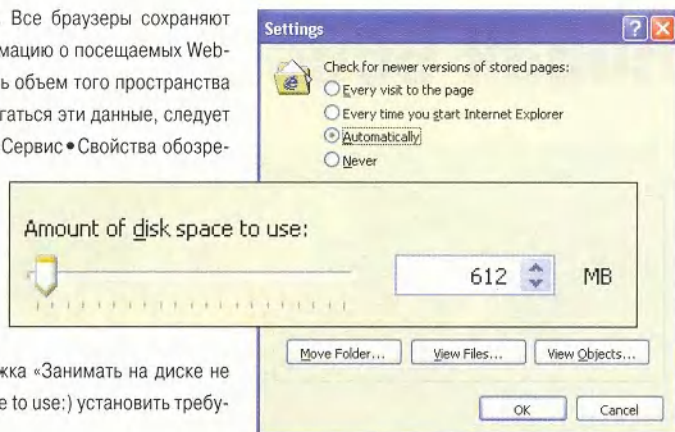 Все браузеры сохраняют
мацию о посещаемых Web-
ь объем того пространства
гаться эти данные, следует
Сервис•Свойства обозре-
жка «Занимать на диске не
e to use:) установить требу-
Settings
Check for newer versions of stored pages:
Every visit to the page
Every time you start Internet Explorer
Automatically
Never
Amount of disk space to use:
612 MB
Move Folder... View Files... View Objects...
OK Cancel